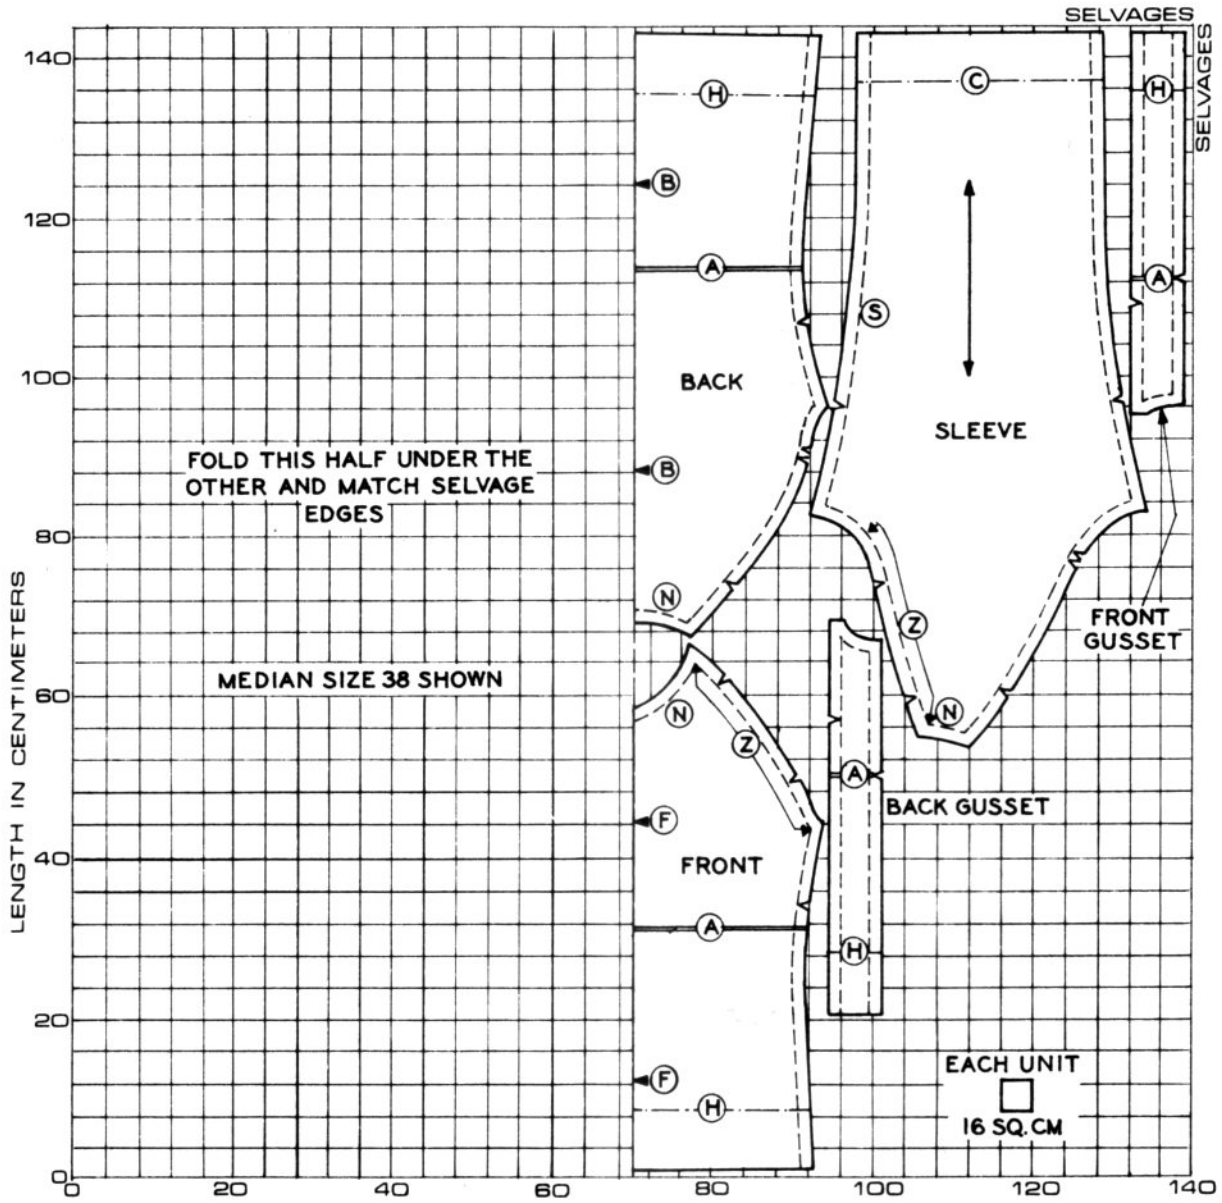 SELVAGES
SELVAGES
140
H
C
H
B
120
A
A
S
100
BACK
SLEEVE
FOLD THIS HALF UNDER THE
OTHER AND MATCH SELVAGE
EDGES
B
80
N
Z
FRONT
GUSSET
LENGTH IN CENTIMETERS
MEDIAN SIZE 38 SHOWN
60
N
N
Z
A
BACK GUSSET
F
40
FRONT
A
H
20
F
H
EACH UNIT
16 SQ. CM
0
0 20 40 60 80 100 120 140